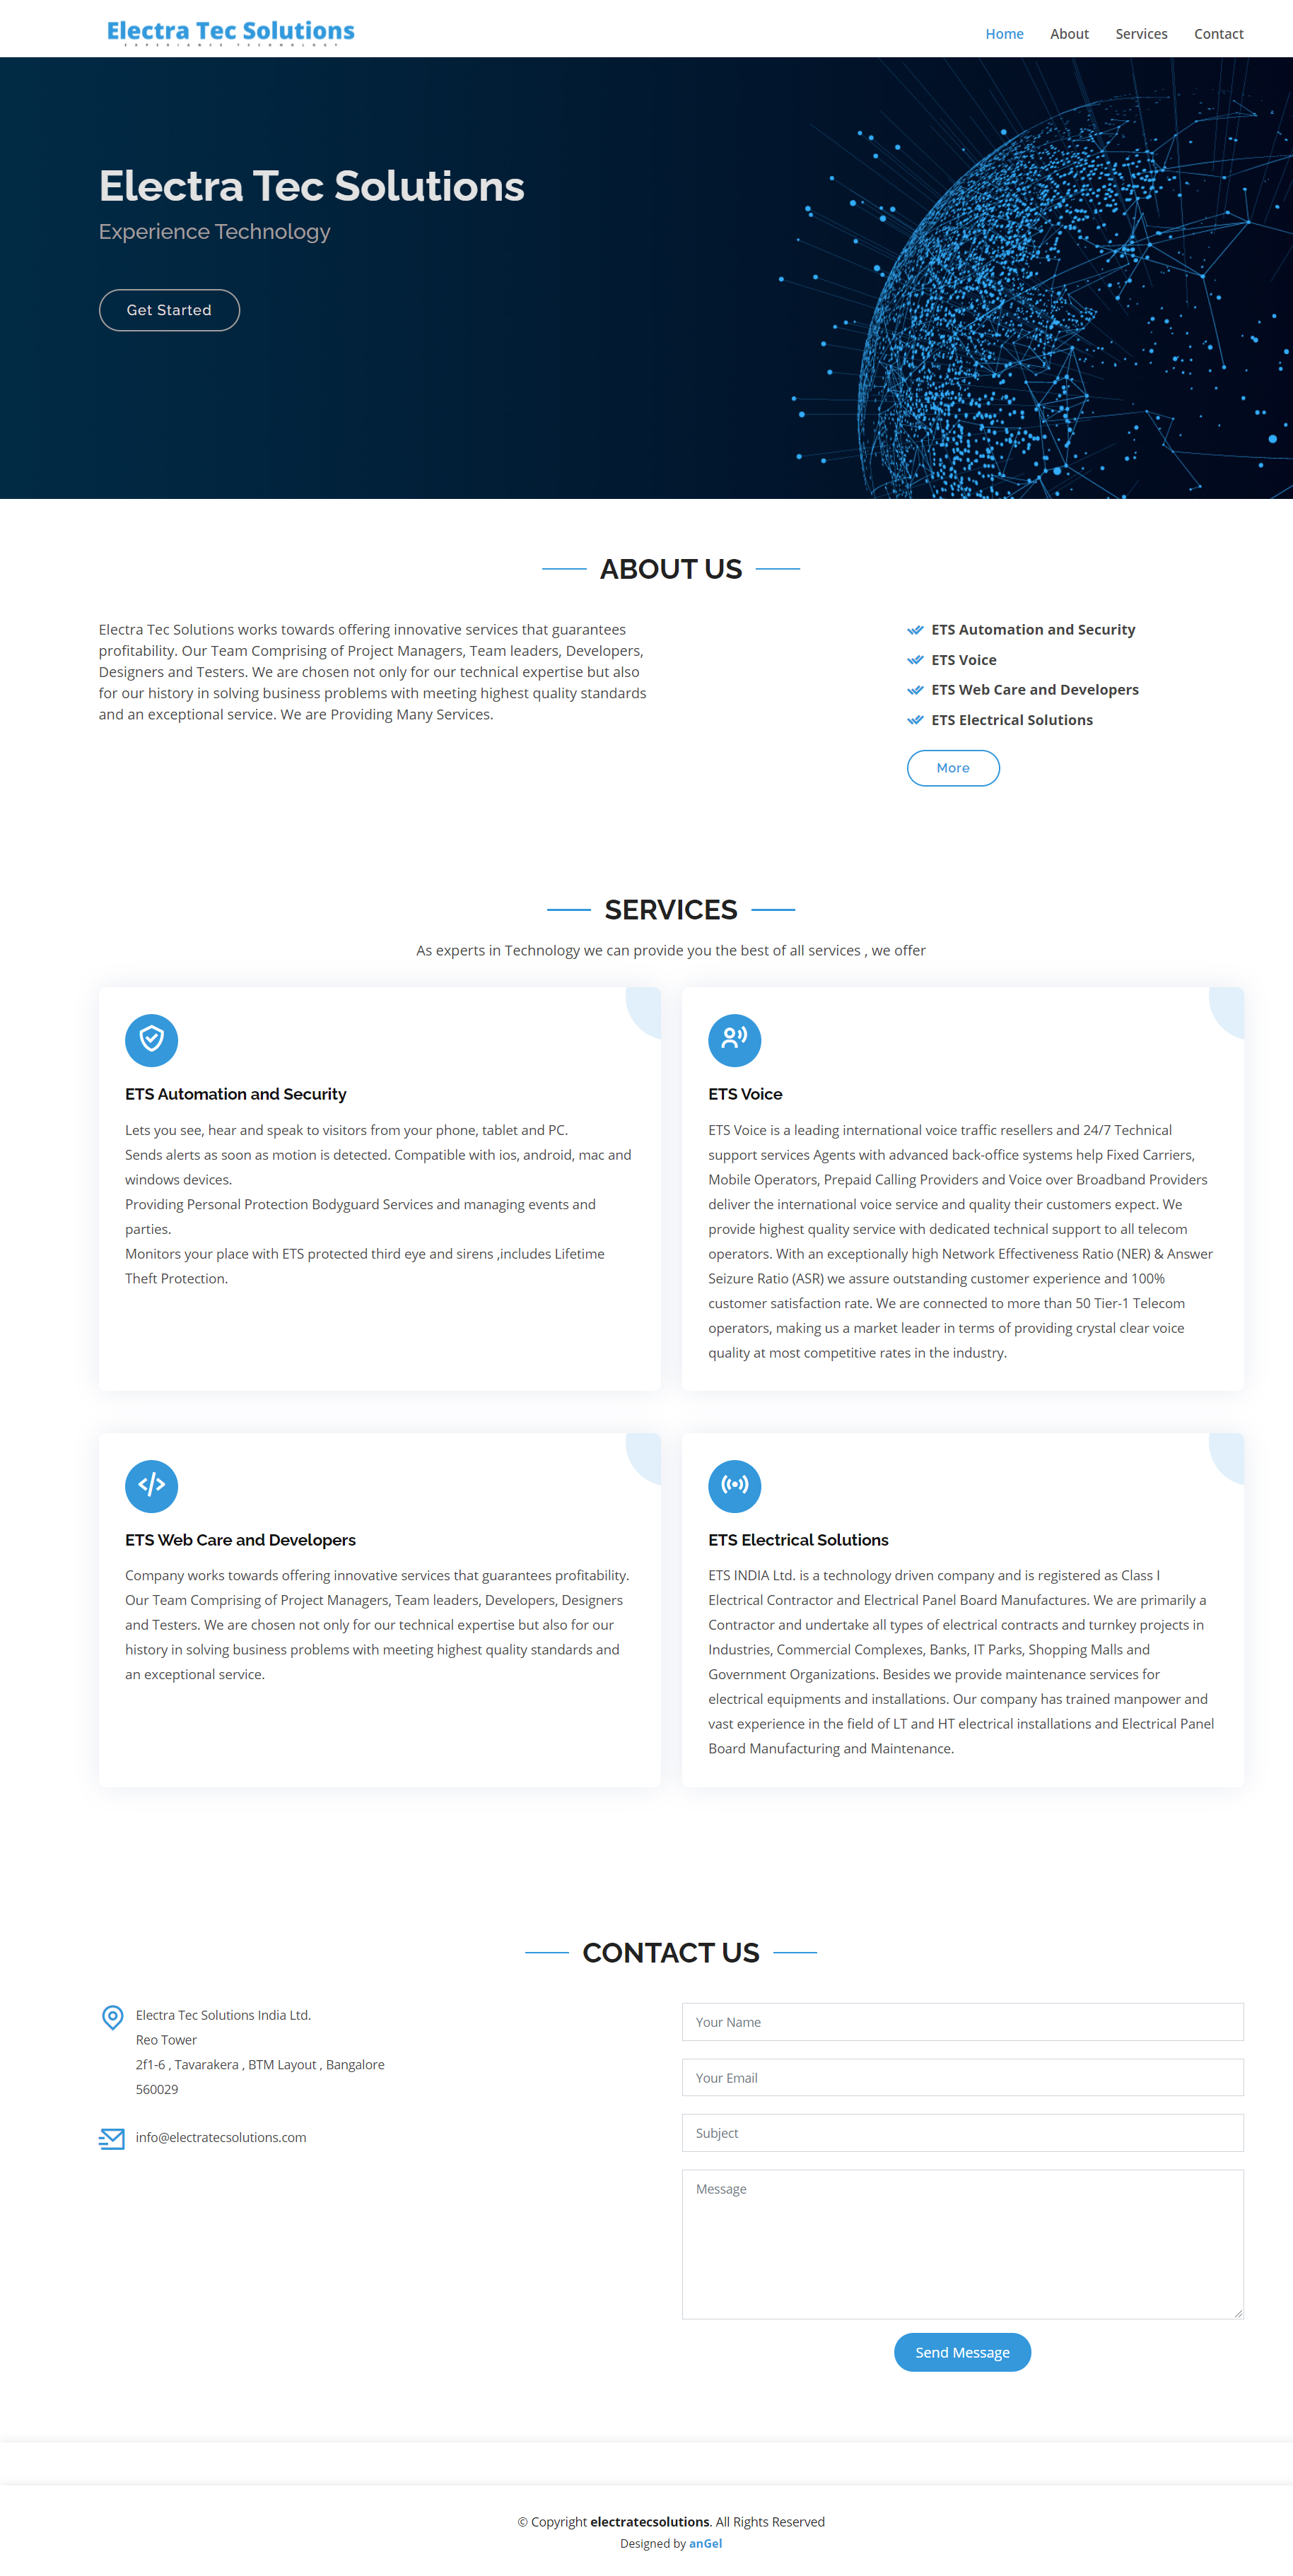 Electra Tec Solutions
EXPERIANCE TECHNOLOGY
Home About Services Contact
Electra Tec Solutions
Experience Technology
Get Started
ABOUT US
Electra Tec Solutions works towards offering innovative services that guarantees
profitability. Our Team Comprising of Project Managers, Team leaders, Developers,
Designers and Testers. We are chosen not only for our technical expertise but also
for our history in solving business problems with meeting highest quality standards
and an exceptional service. We are Providing Many Services.
ETS Automation and Security
ETS Voice
ETS Web Care and Developers
ETS Electrical Solutions
More
SERVICES
As experts in Technology we can provide you the best of all services , we offer
ETS Automation and Security
Lets you see, hear and speak to visitors from your phone, tablet and PC.
Sends alerts as soon as motion is detected. Compatible with ios, android, mac and
windows devices.
Providing Personal Protection Bodyguard Services and managing events and
parties.
Monitors your place with ETS protected third eye and sirens ,includes Lifetime
Theft Protection.
ETS Voice
ETS Voice is a leading international voice traffic resellers and 24/7 Technical
support services Agents with advanced back-office systems help Fixed Carriers,
Mobile Operators, Prepaid Calling Providers and Voice over Broadband Providers
deliver the international voice service and quality their customers expect. We
provide highest quality service with dedicated technical support to all telecom
operators. With an exceptionally high Network Effectiveness Ratio (NER) & Answer
Seizure Ratio (ASR) we assure outstanding customer experience and 100%
customer satisfaction rate. We are connected to more than 50 Tier-1 Telecom
operators, making us a market leader in terms of providing crystal clear voice
quality at most competitive rates in the industry.
ETS Web Care and Developers
Company works towards offering innovative services that guarantees profitability.
Our Team Comprising of Project Managers, Team leaders, Developers, Designers
and Testers. We are chosen not only for our technical expertise but also for our
history in solving business problems with meeting highest quality standards and
an exceptional service.
ETS Electrical Solutions
ETS INDIA Ltd. is a technology driven company and is registered as Class I
Electrical Contractor and Electrical Panel Board Manufactures. We are primarily a
Contractor and undertake all types of electrical contracts and turnkey projects in
Industries, Commercial Complexes, Banks, IT Parks, Shopping Malls and
Government Organizations. Besides we provide maintenance services for
electrical equipments and installations. Our company has trained manpower and
vast experience in the field of LT and HT electrical installations and Electrical Panel
Board Manufacturing and Maintenance.
CONTACT US
Electra Tec Solutions India Ltd.
Reo Tower
2f1-6 , Tavarakera , BTM Layout , Bangalore
560029
info@electratecsolutions.com
Your Name
Your Email
Subject
Message
Send Message
© Copyright electratecsolutions. All Rights Reserved
Designed by anGel